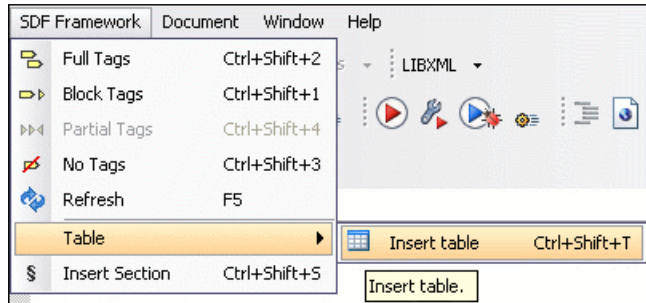 SDF Framework Document Window Help
Full Tags Ctrl+Shift+2
s LIBXML
Block Tags Ctrl+Shift+1
Partial Tags Ctrl+Shift+4
No Tags Ctrl+Shift+3
Refresh F5
Table
Insert table Ctrl+Shift+T
§ Insert Section Ctrl+Shift+S
Insert table.